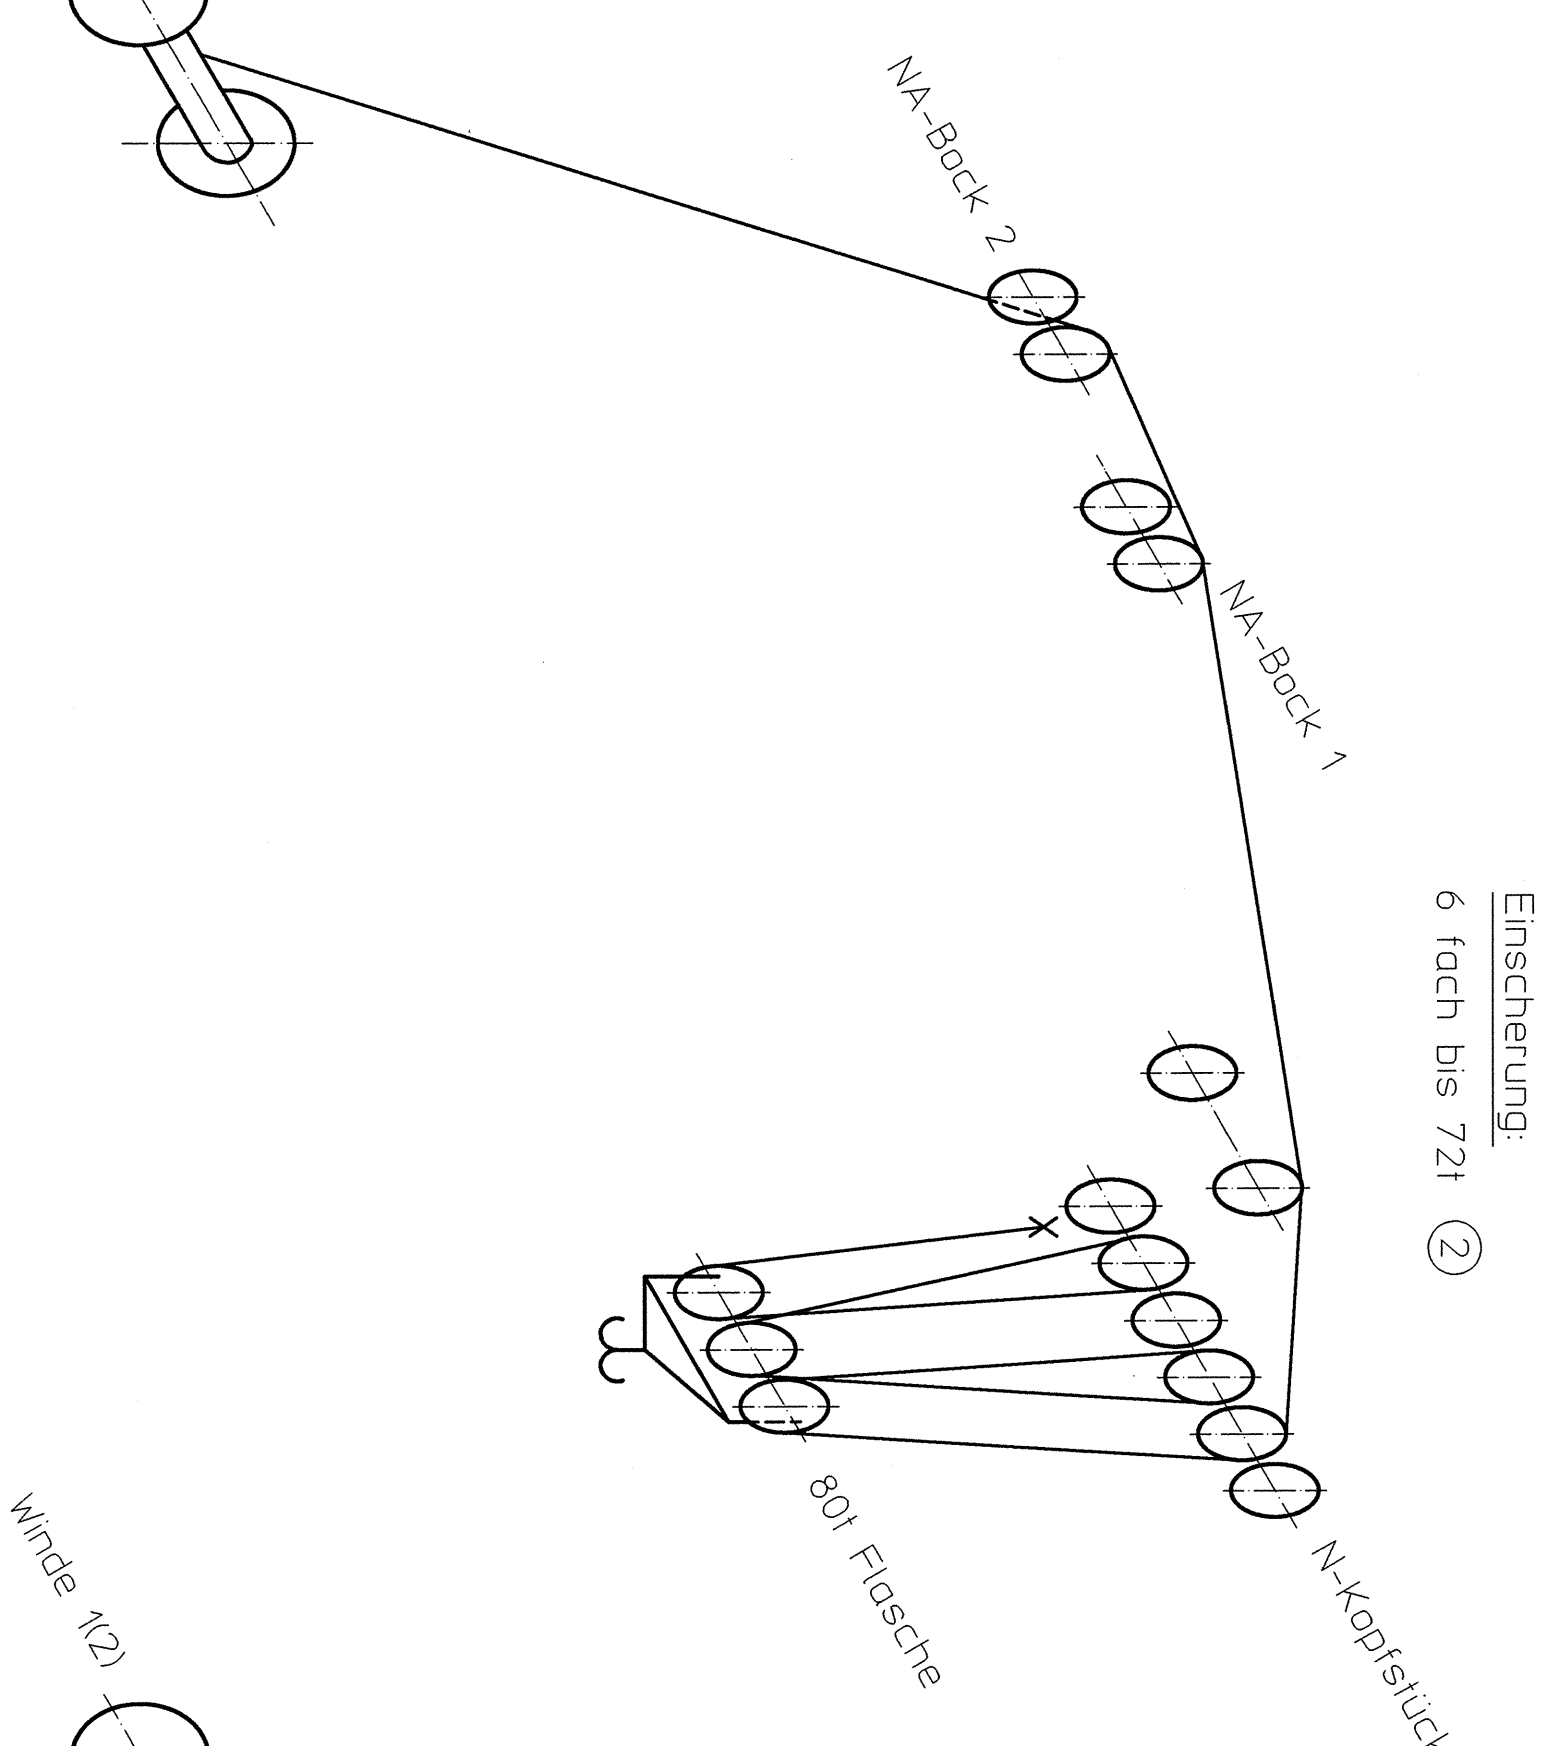 Einscherung:
6 fach bis 72t ②
NA-Bock 2
NA-Bock 1
N-Kopfstück
80t Flasche
Winde 1(2)